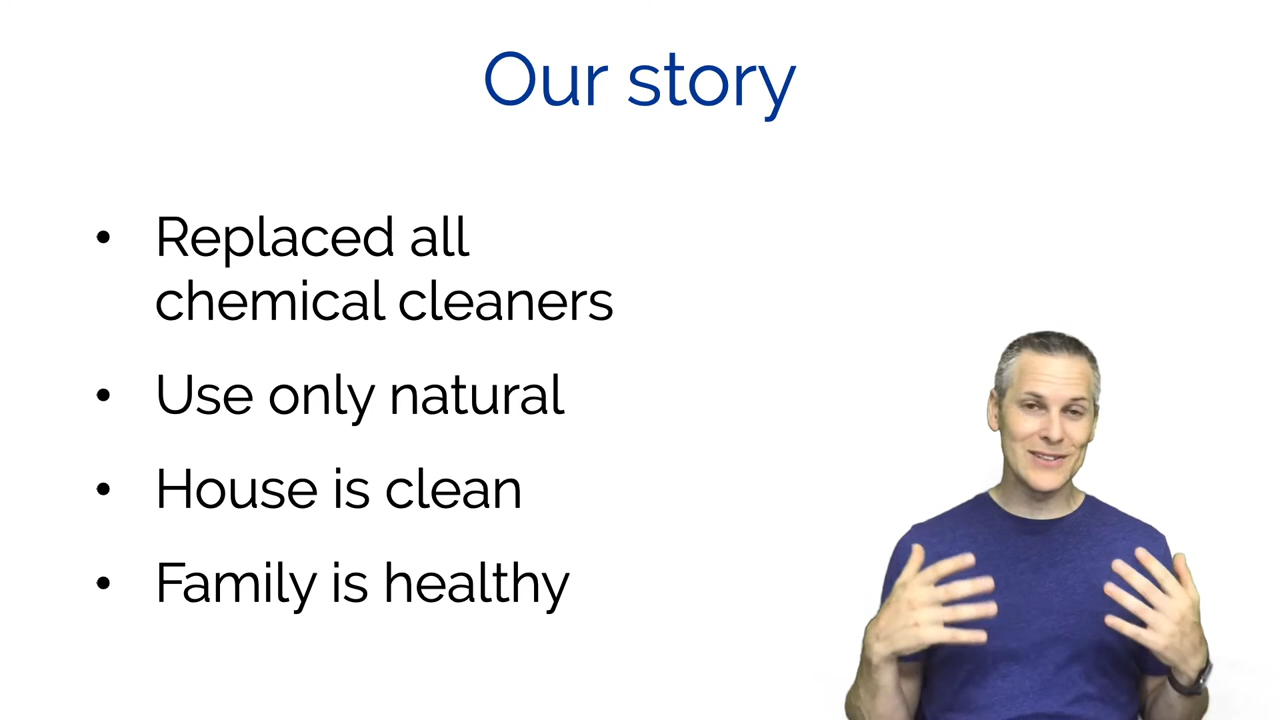 Our story
• Replaced all
chemical cleaners
• Use only natural
• House is clean
• Family is healthy